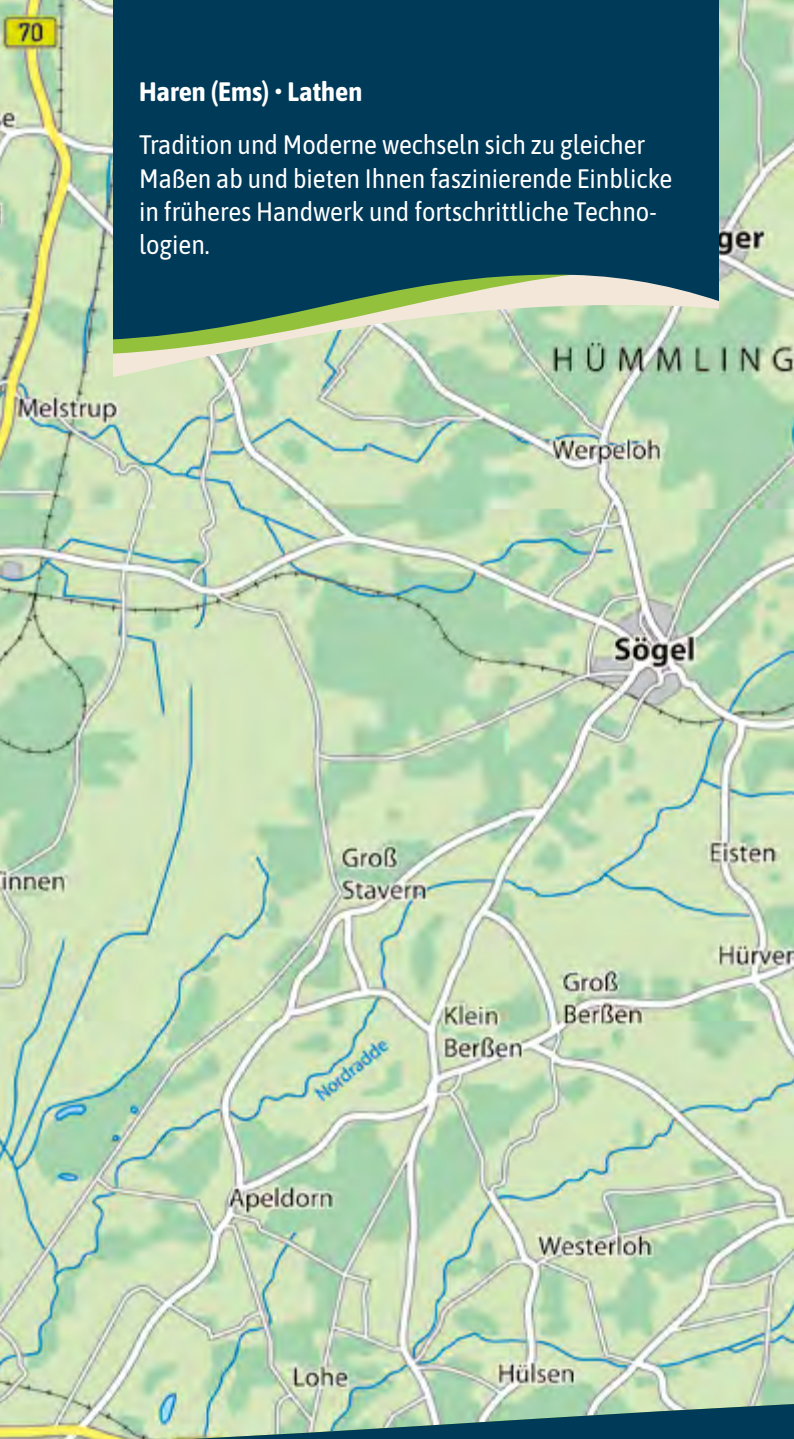 70
Haren (Ems) • Lathen
Tradition und Moderne wechseln sich zu gleicher
Maßen ab und bieten Ihnen faszinierende Einblicke
in früheres Handwerk und fortschrittliche Techno-
logien.
e
ger
HÜMMLING
Melstrup
Werpeloh
Sögel
Groß
Stavern
Eisten
innen
Hürver
Groß
Berßen
Klein
Berßen
Nordradde
Apeldorn
Westerloh
Lohe
Hülsen